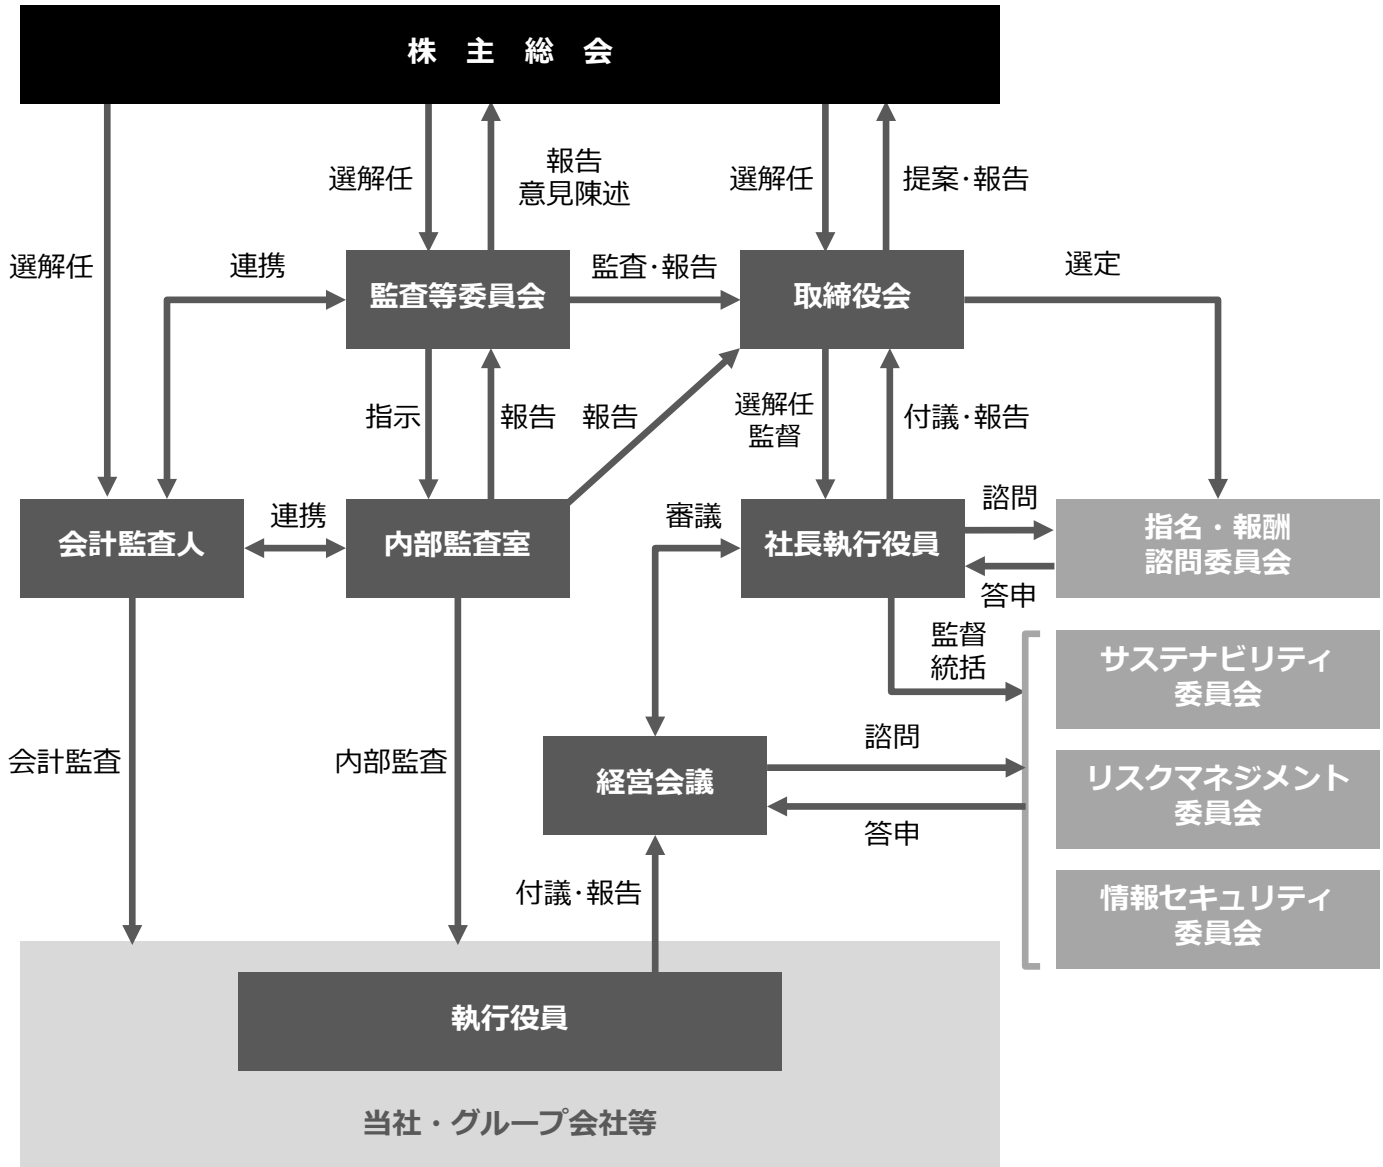 株 主 総 会
選解任
報告
意見陳述
選解任
提案･報告
選解任
連携
監査･報告
選定
監査等委員会
取締役会
指示
報告
報告
選解任
監督
付議･報告
会計監査人
連携
内部監査室
審議
社長執行役員
諮問
答申
指名・報酬
諮問委員会
監督
統括
サステナビリティ
委員会
会計監査
内部監査
経営会議
諮問
答申
リスクマネジメント
委員会
付議･報告
情報セキュリティ
委員会
執行役員
当社・グループ会社等